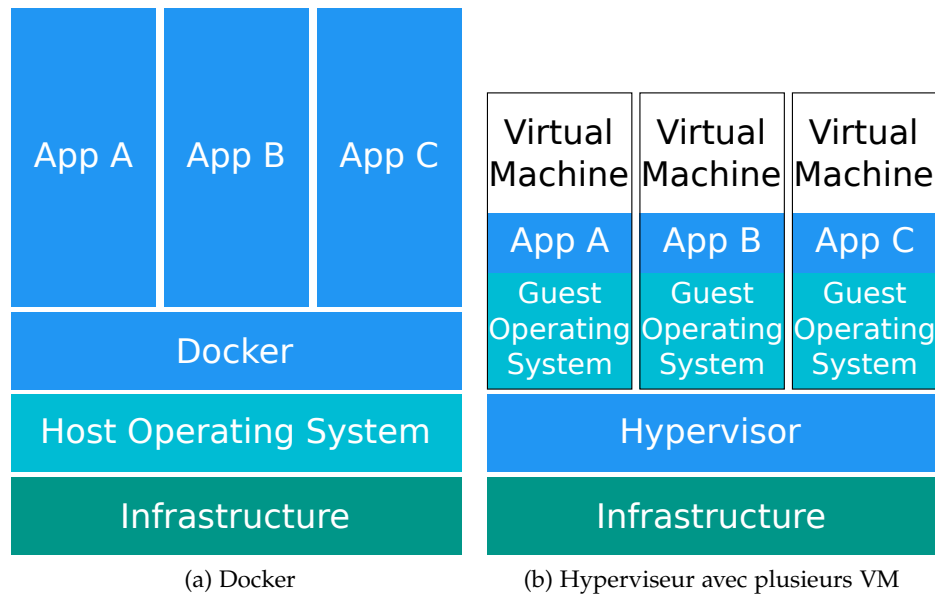 App A
App B
App C
Docker
Host Operating System
Infrastructure
(a) Docker
Virtual
Machine
App A
Guest
Operating
System
Virtual
Machine
App B
Guest
Operating
System
Virtual
Machine
App C
Guest
Operating
System
Hypervisor
Infrastructure
(b) Hyperviseur avec plusieurs VM